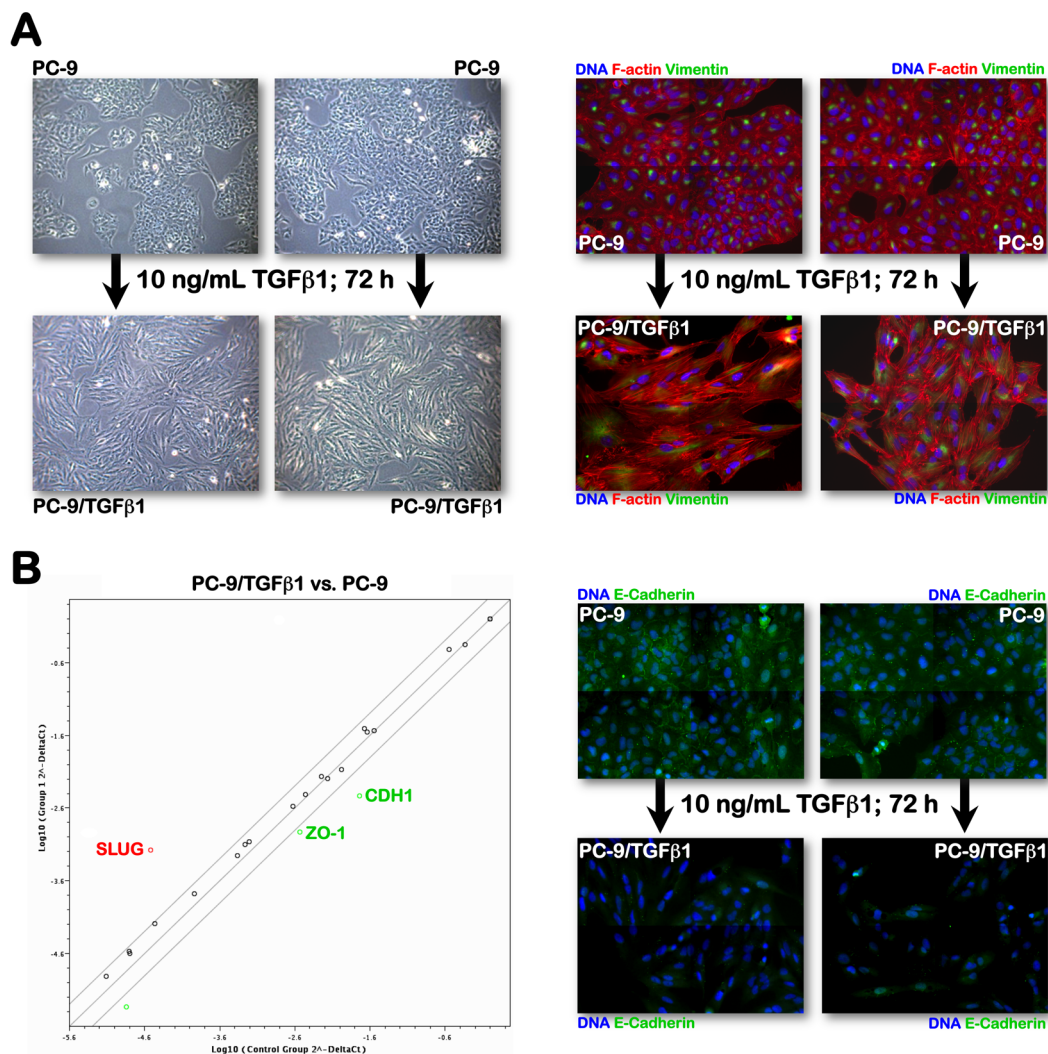 A
PC-9
PC-9
10 ng/mL TGFβ1; 72 h
PC-9/TGFβ1
PC-9/TGFβ1
DNA F-actin Vimentin
DNA F-actin Vimentin
PC-9
PC-9
10 ng/mL TGFβ1; 72 h
PC-9/TGFβ1
PC-9/TGFβ1
DNA F-actin Vimentin
DNA F-actin Vimentin
B
PC-9/TGFβ1 vs. PC-9
Log10 (Group 1 2^-DeltaCt)
-0.6
-1.6
-2.6
-3.6
-4.6
CDH1
ZO-1
SLUG
-5.6
-4.6
-3.6
-2.6
-1.6
-0.6
Log10 (Control Group 2^-DeltaCt)
DNA E-Cadherin
DNA E-Cadherin
PC-9
PC-9
10 ng/mL TGFβ1; 72 h
PC-9/TGFβ1
PC-9/TGFβ1
DNA E-Cadherin
DNA E-Cadherin